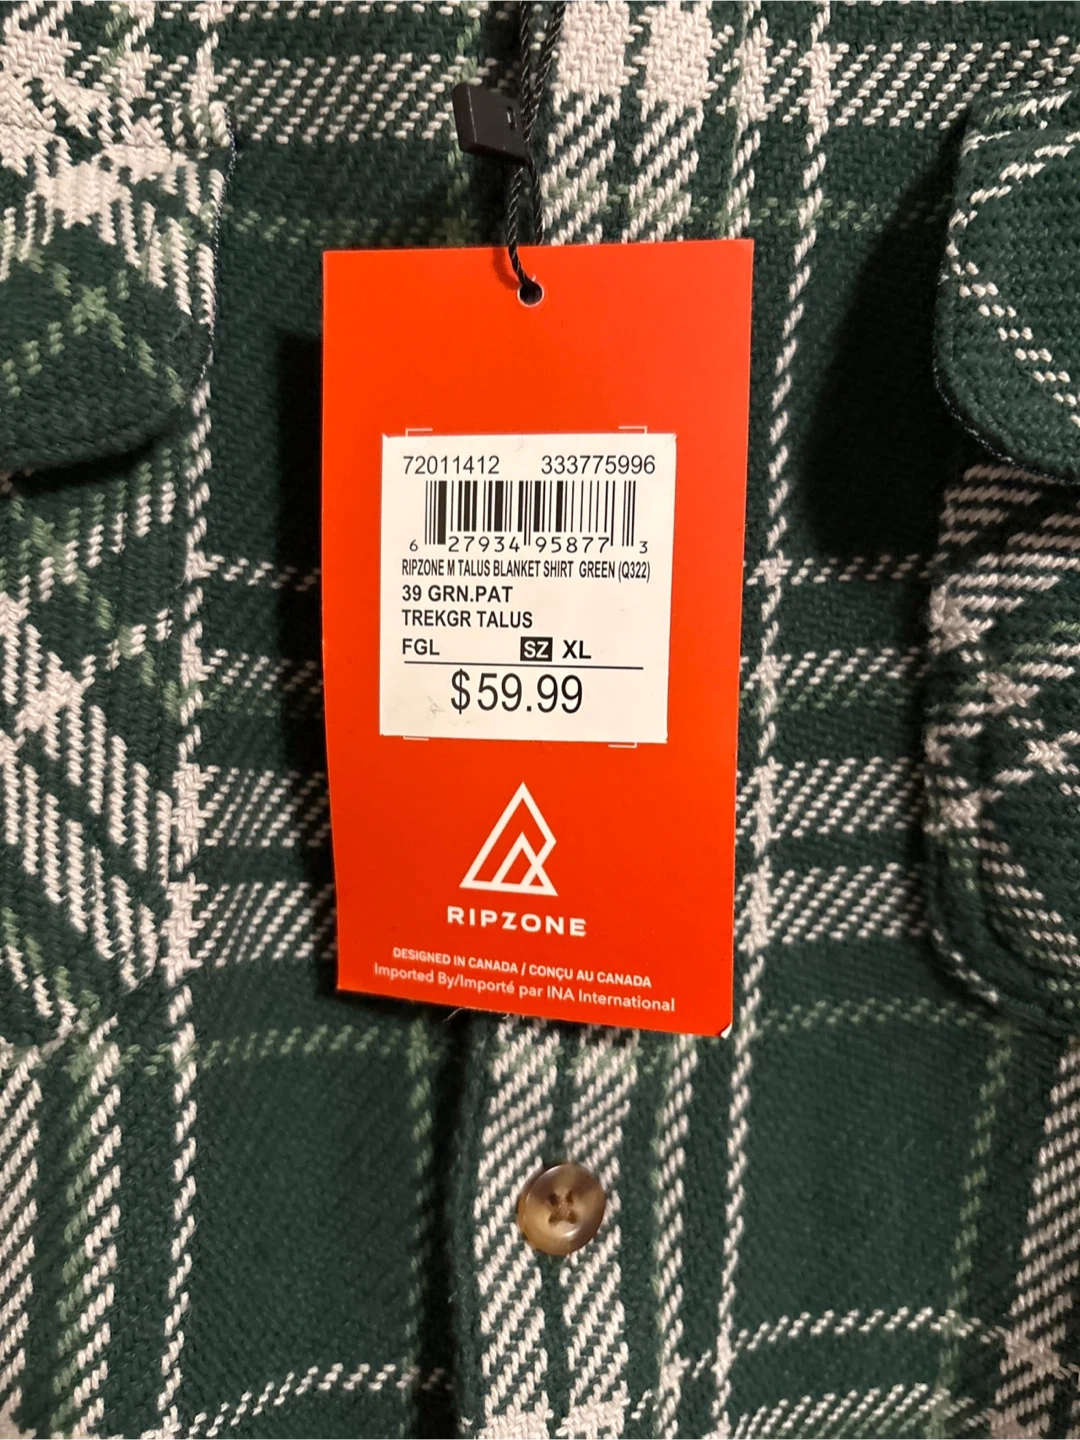 72011412 333775996
6 27934 95877 3
RIPZONE M TALUS BLANKET SHIRT GREEN (Q322)
39 GRN.PAT
TREKGR TALUS
FGL SZ XL
$59.99
RIPZONE
DESIGNED IN CANADA / CONÇU AU CANADA
Imported By/Importé par INA International